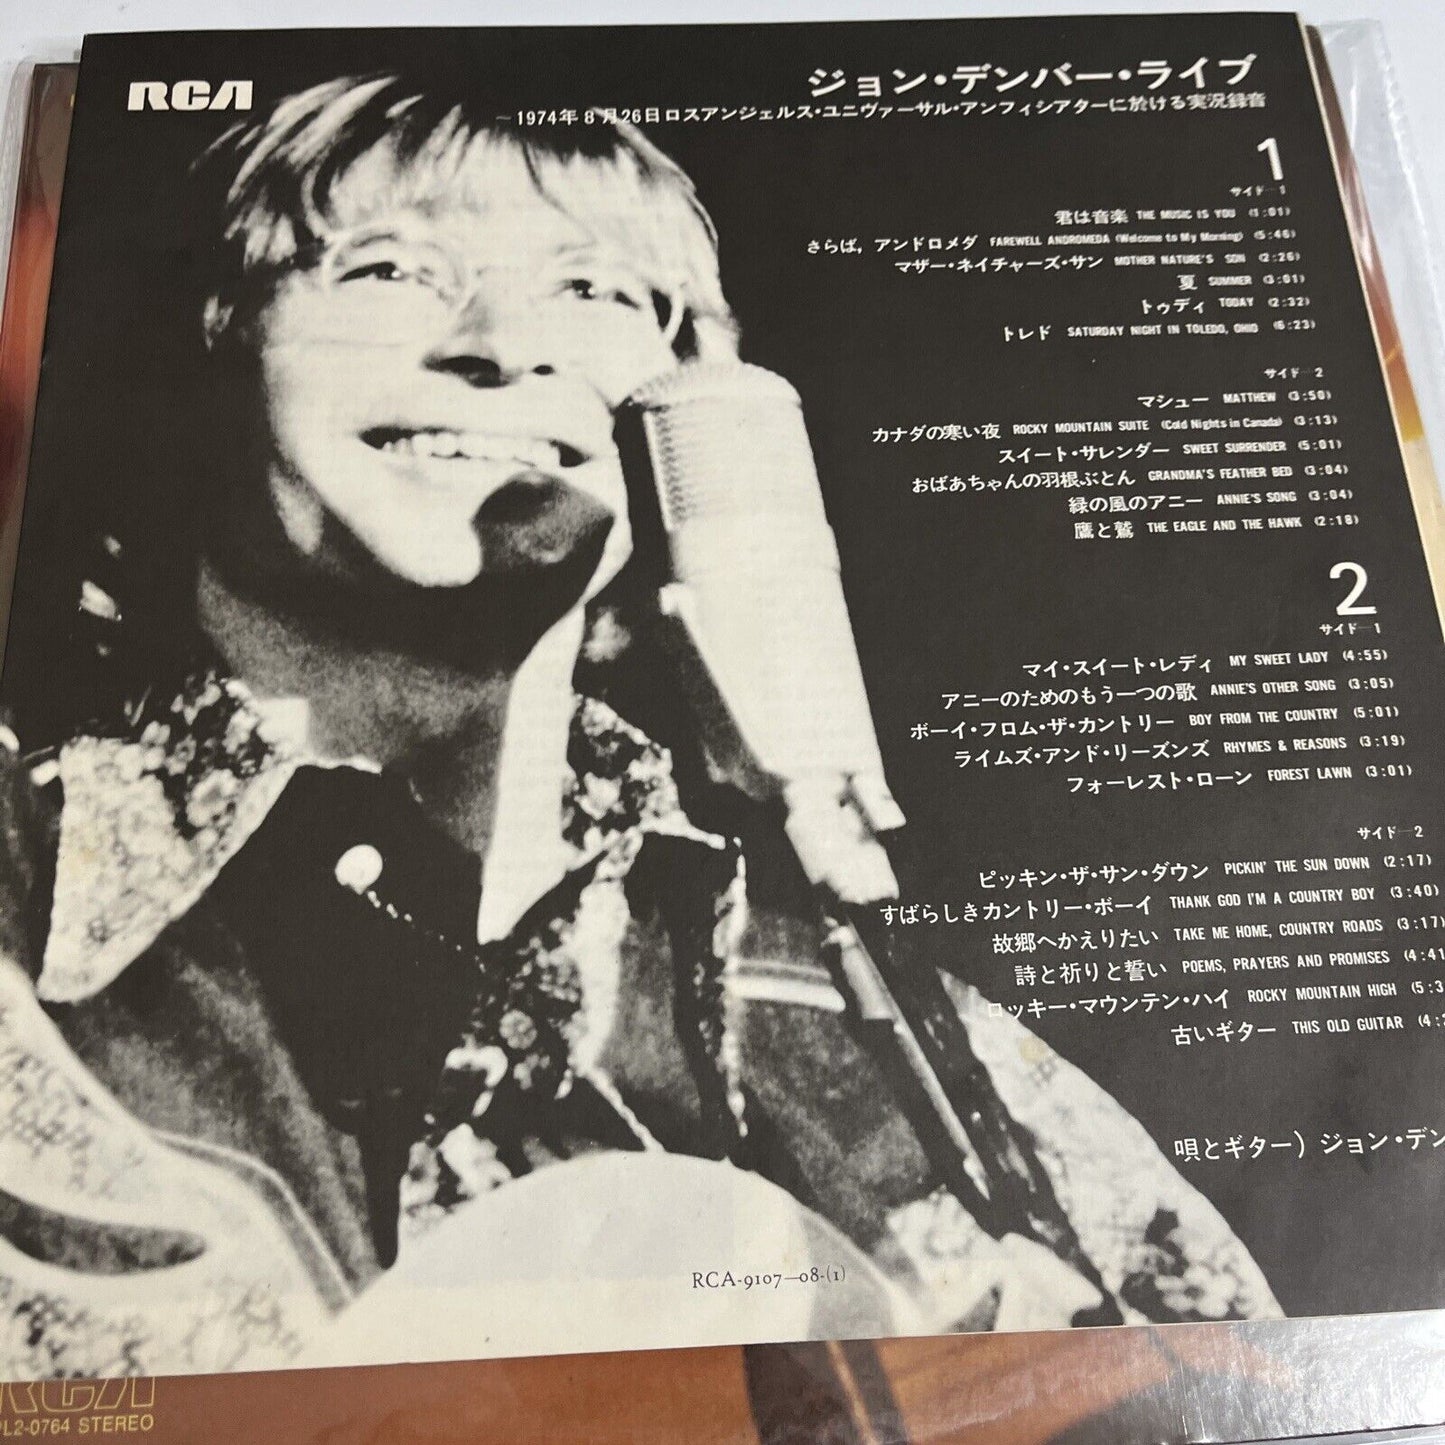 RCA
ジョン・デンバー・ライブ
~1974年8月26日ロスアンジェルス・ユニヴァーサル・アンフィシアターに於ける実況録音
1
サイド—1
君は音楽 THE MUSIC IS YOU (1:01)
さらば,アンドロメダ FAREWELL ANDROMEDA (Welcome to My Morning) (5:46)
マザー・ネイチャーズ・サン MOTHER NATURE'S SON (2:26)
夏 SUMMER (3:01)
トゥディ TODAY (2:32)
トレド SATURDAY NIGHT IN TOLEDO, OHIO (6:23)
サイド—2
マシュー MATTHEW (3:50)
カナダの寒い夜 ROCKY MOUNTAIN SUITE (Cold Nights in Canada) (3:13)
スイート・サレンダー SWEET SURRENDER (5:01)
おばあちゃんの羽根ぶとん GRANDMA'S FEATHER BED (3:04)
緑の風のアニー ANNIE'S SONG (3:04)
鷹と鷲 THE EAGLE AND THE HAWK (2:18)
2
サイド—1
マイ・スイート・レディ MY SWEET LADY (4:55)
アニーのためのもう一つの歌 ANNIE'S OTHER SONG (3:05)
ボーイ・フロム・ザ・カントリー BOY FROM THE COUNTRY (5:01)
ライムズ・アンド・リーズンズ RHYMES & REASONS (3:19)
フォーレスト・ローン FOREST LAWN (3:01)
サイド—2
ピッキン・ザ・サン・ダウン PICKIN' THE SUN DOWN (2:17)
すばらしきカントリー・ボーイ THANK GOD I'M A COUNTRY BOY (3:40)
故郷へかえりたい TAKE ME HOME, COUNTRY ROADS (3:17)
詩と祈りと誓い POEMS, PRAYERS AND PROMISES (4:41
ロッキー・マウンテン・ハイ ROCKY MOUNTAIN HIGH (5:3
古いギター THIS OLD GUITAR (4:
唄とギター) ジョン・デン
RCA-9107—08-(1)
RCA
PL2-0764 STEREO